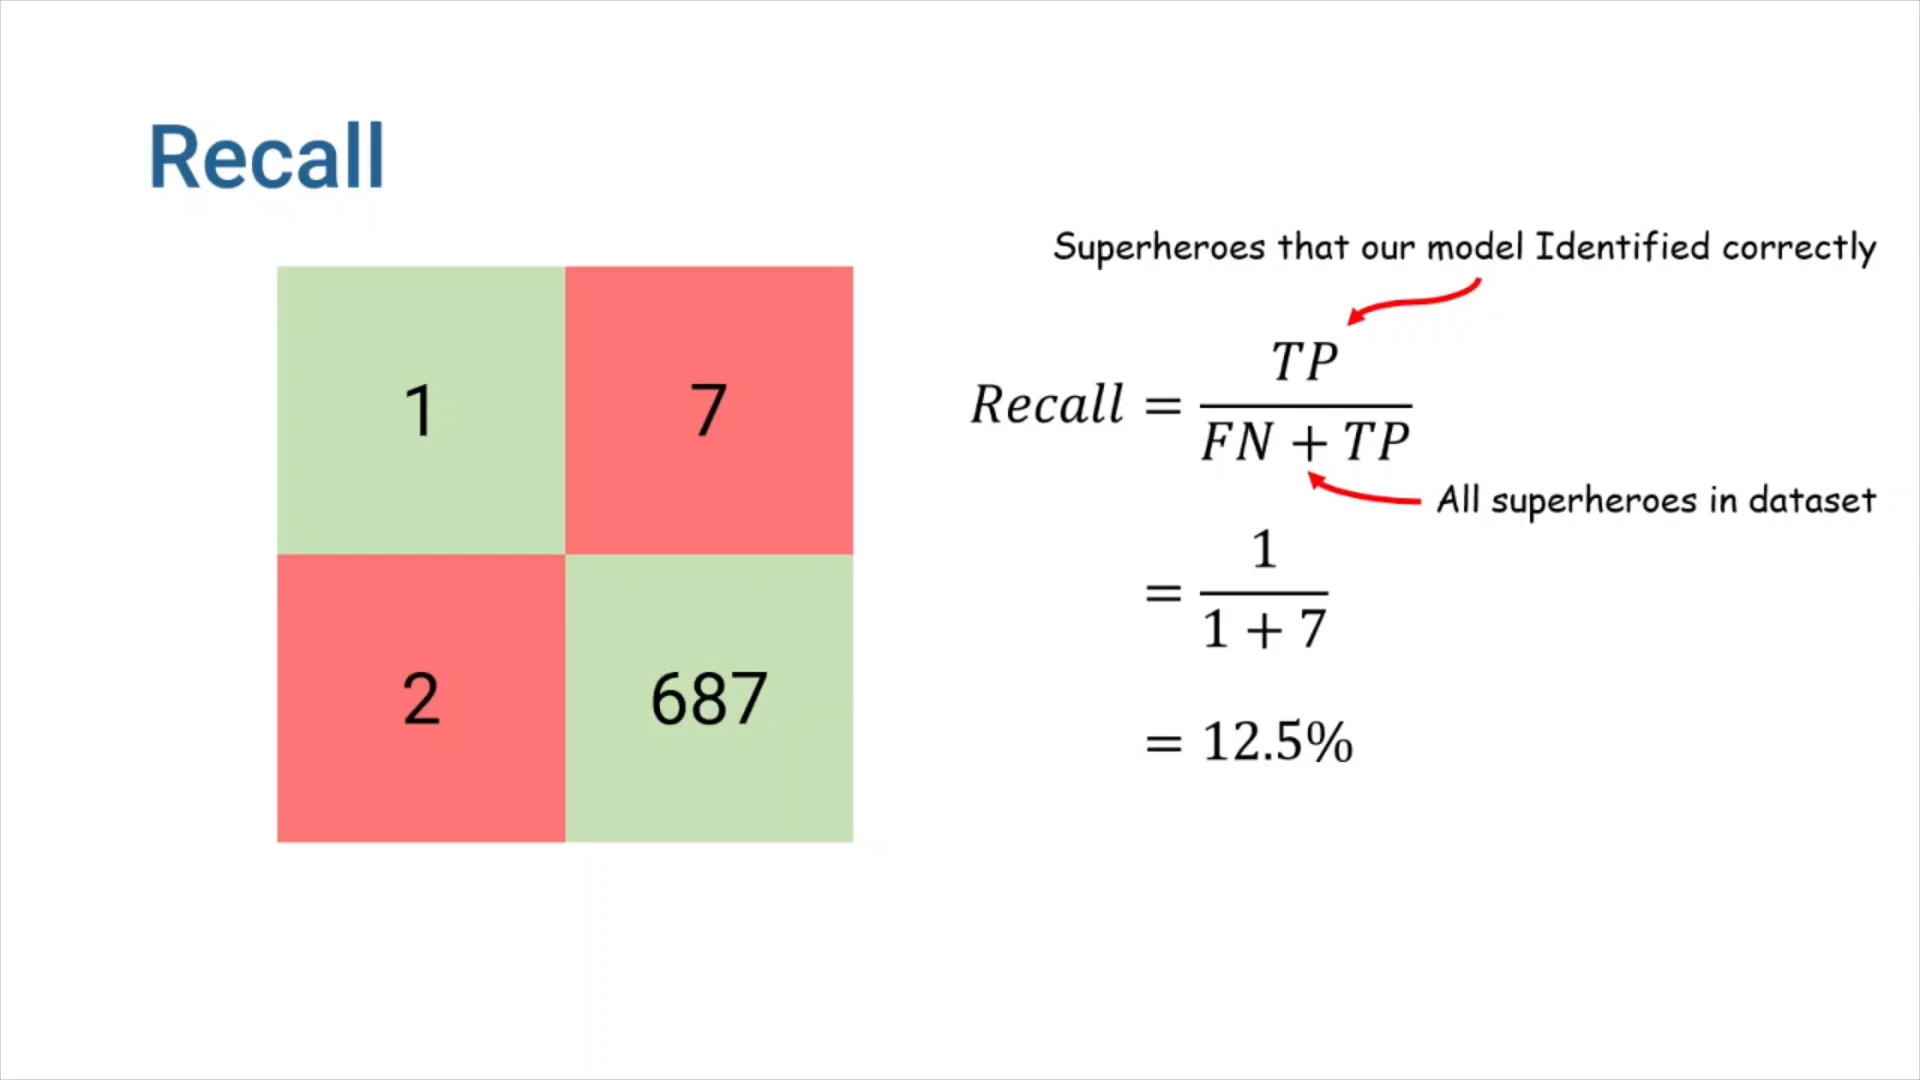 Recall
1 7
2 687
Superheroes that our model Identified correctly
Recall = TP / FN + TP
All superheroes in dataset
= 1 / 1 + 7
= 12.5%